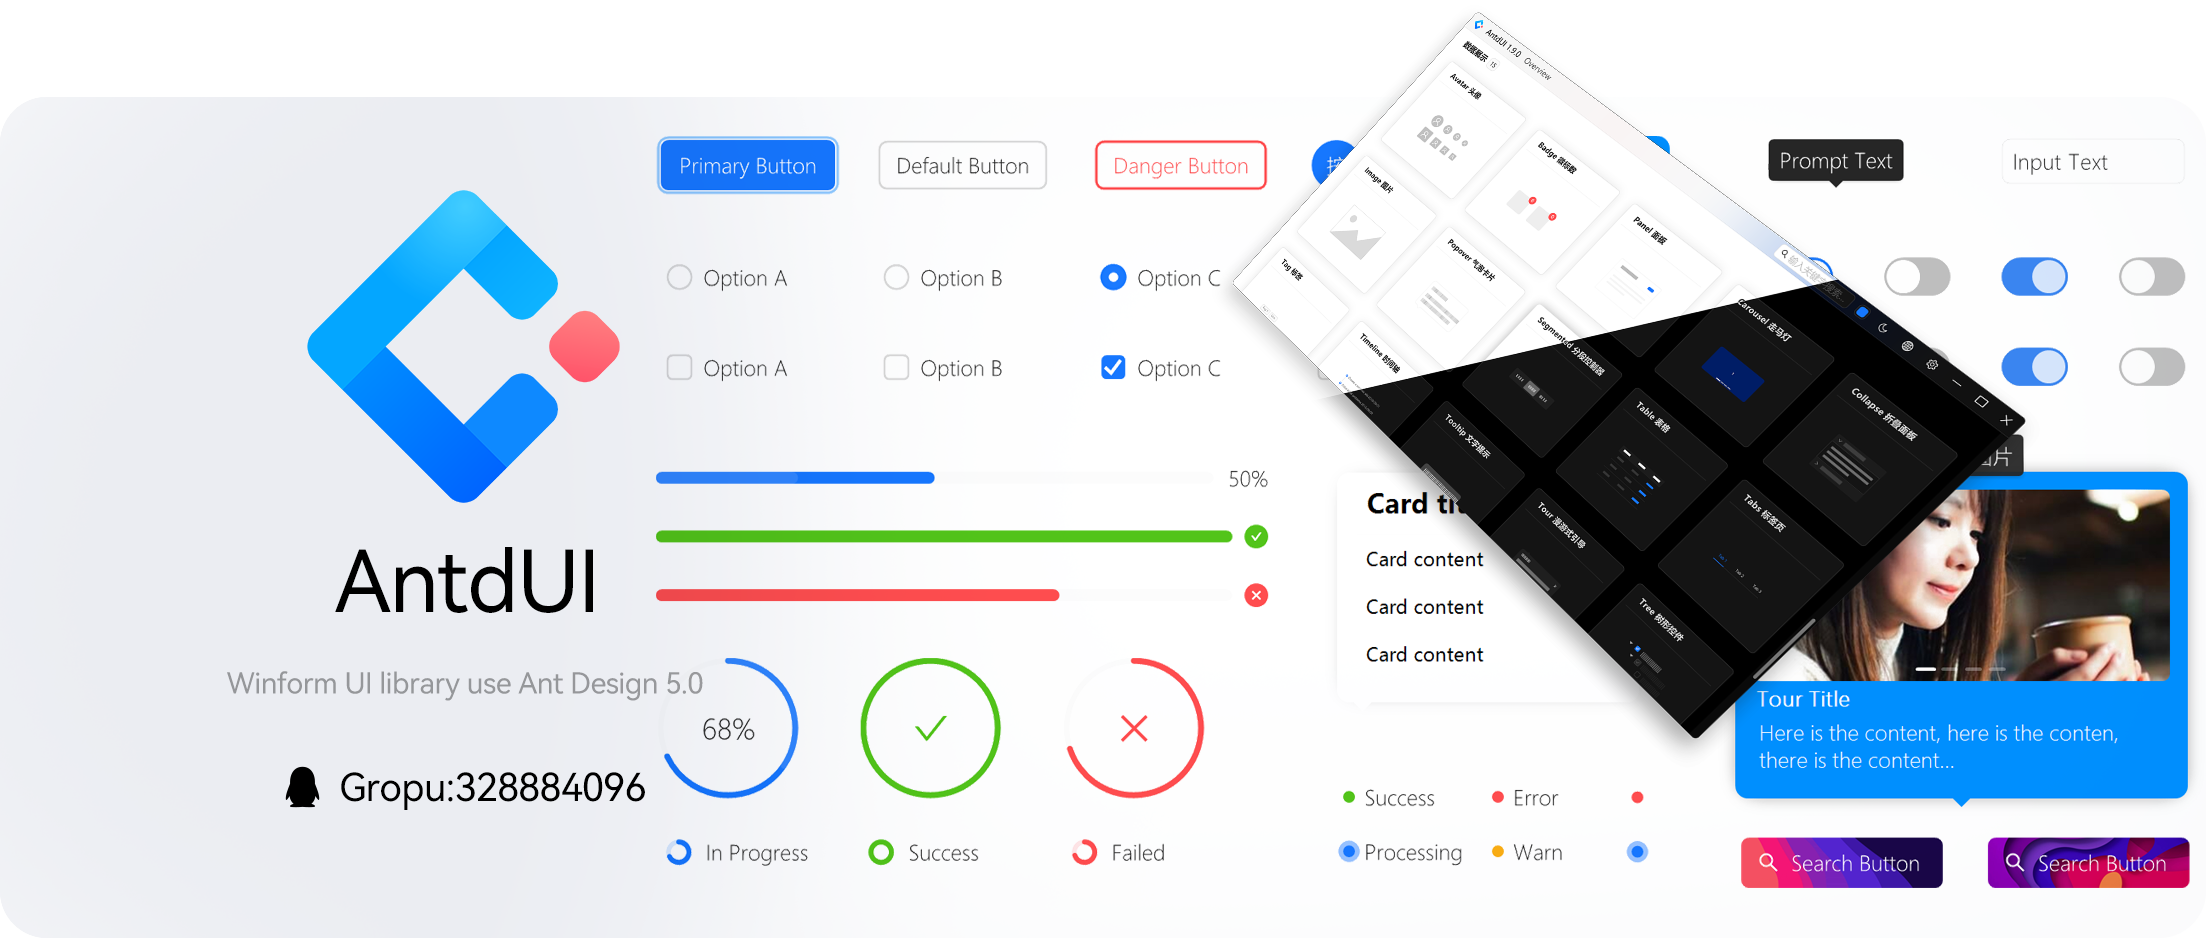 AntdUI
Winform UI library use Ant Design 5.0
Gropu:328884096
Primary Button
Default Button
Danger Button
Option A
Option B
Option C
Option A
Option B
Option C
50%
68%
In Progress
Success
Failed
AntdUI 1.9.0 Overview
数据展示 15
Avatar 头像
Badge 徽标数
Panel 面板
Image 图片
Popover 气泡卡片
Carousel 走马灯
Tag 标签
Segmented 分段控制器
Collapse 折叠面板
Timeline 时间轴
Table 表格
Tooltip 文字提示
Tabs 标签页
Tour 漫游式引导
Tree 树形控件
Prompt Text
Input Text
Card content
Card content
Card content
Success
Error
Processing
Warn
片
Tour Title
Here is the content, here is the conten,
there is the content...
Search Button
Search Button